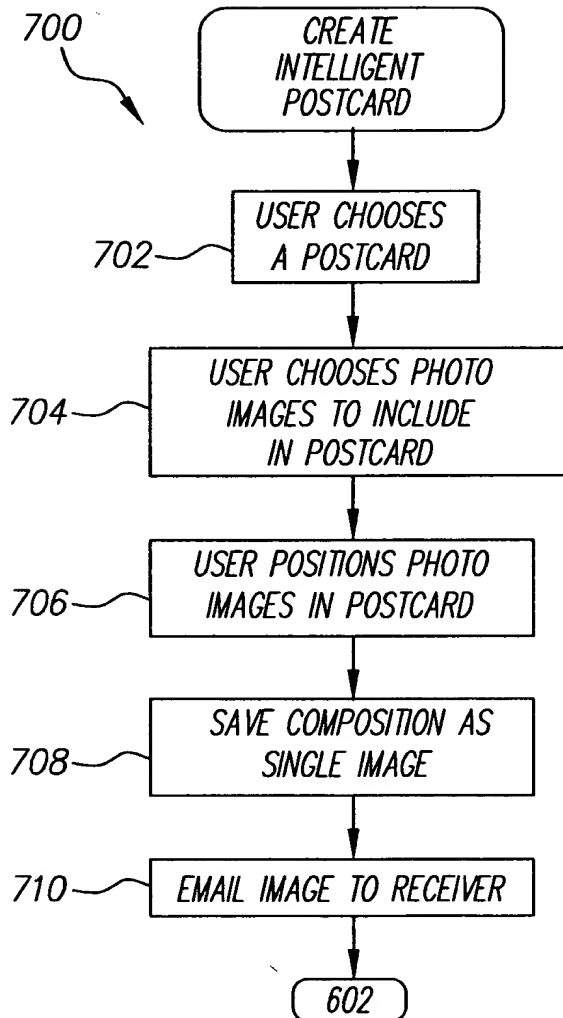 700
CREATE
INTELLIGENT
POSTCARD
702
USER CHOOSES
A POSTCARD
704
USER CHOOSES PHOTO
IMAGES TO INCLUDE
IN POSTCARD
706
USER POSITIONS PHOTO
IMAGES IN POSTCARD
708
SAVE COMPOSITION AS
SINGLE IMAGE
710
EMAIL IMAGE TO RECEIVER
602